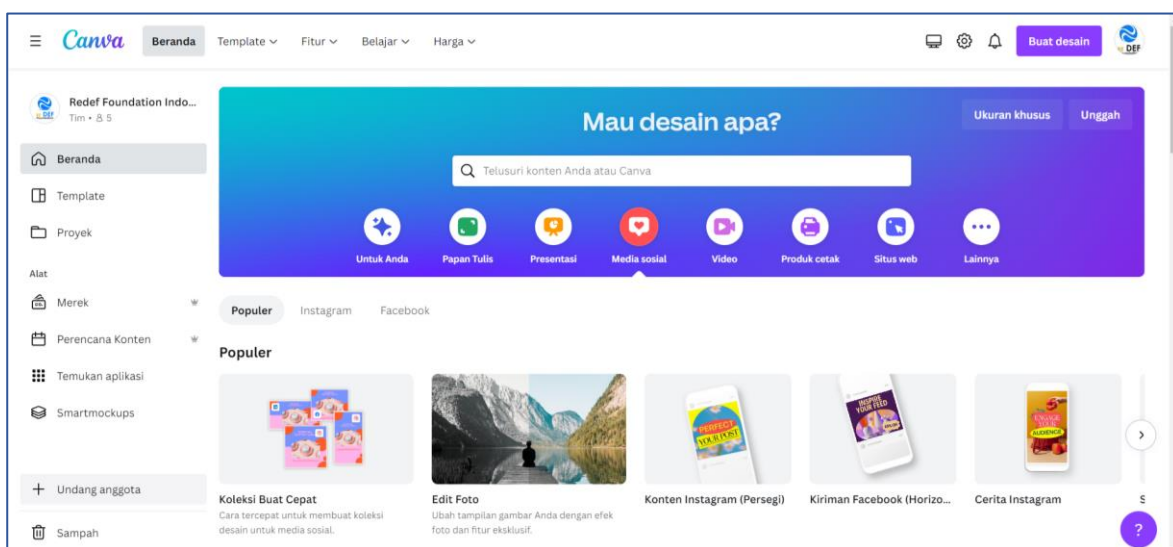 Canva
Beranda
Template
Fitur
Belajar
Harga
Buat desain
Redef Foundation Indo...
Tim • 5
Beranda
Template
Proyek
Alat
Merek
Perencana Konten
Temukan aplikasi
Smartmockups
Undang anggota
Sampah
Mau desain apa?
Ukuran khusus
Unggah
Telusuri konten Anda atau Canva
Untuk Anda
Papan Tulis
Presentasi
Media sosial
Video
Produk cetak
Situs web
Lainnya
Populer
Instagram
Facebook
Populer
PERFECT
YOUR POST
INSPIRE
YOUR FEED
ENGAGE
YOUR
AUDIENCE
Koleksi Buat Cepat
Cara tercepat untuk membuat koleksi
desain untuk media sosial.
Edit Foto
Ubah tampilan gambar Anda dengan efek
foto dan fitur eksklusif.
Konten Instagram (Persegi)
Kiriman Facebook (Horizo...
Cerita Instagram
?